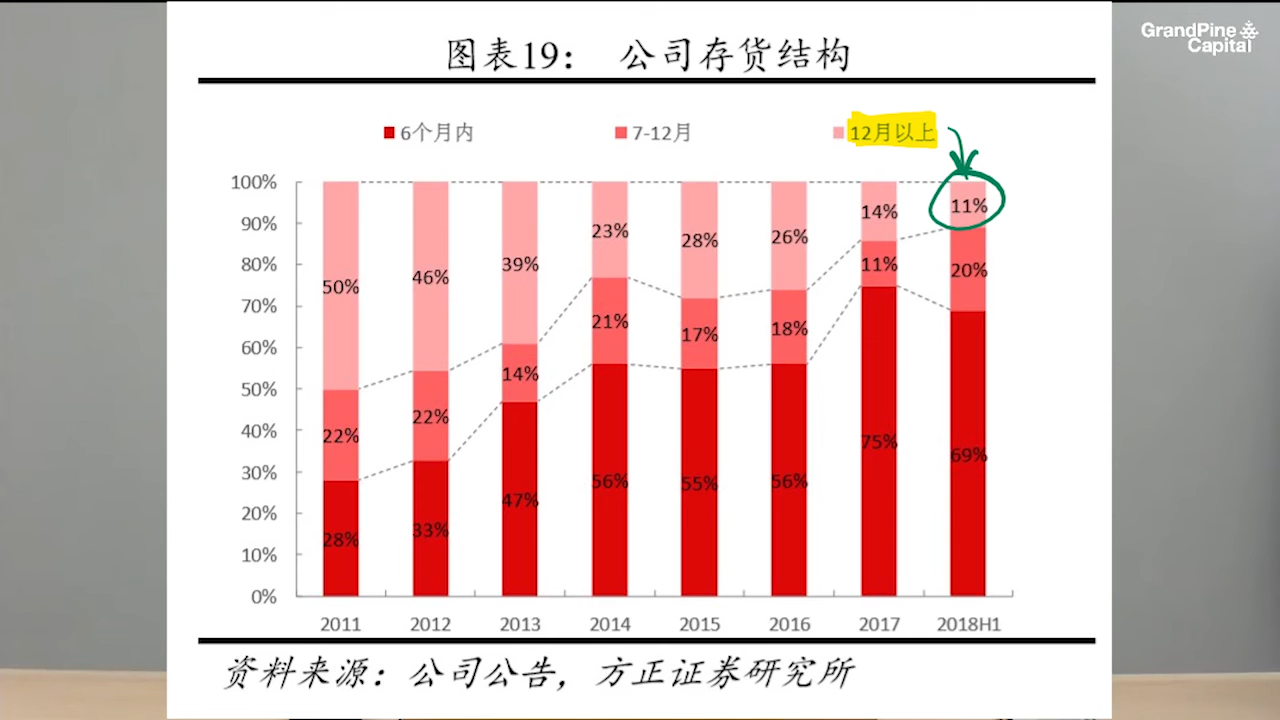 GrandPine
Capital
图表19： 公司存货结构
6个月内 7-12月 12月以上
100%
90%
80%
70%
60%
50%
40%
30%
20%
10%
0%
50% 46% 39% 23% 28% 26% 14% 11%
22% 22% 14% 21% 17% 18% 11% 20%
28% 33% 47% 56% 55% 56% 75% 69%
2011 2012 2013 2014 2015 2016 2017 2018H1
资料来源：公司公告，方正证券研究所